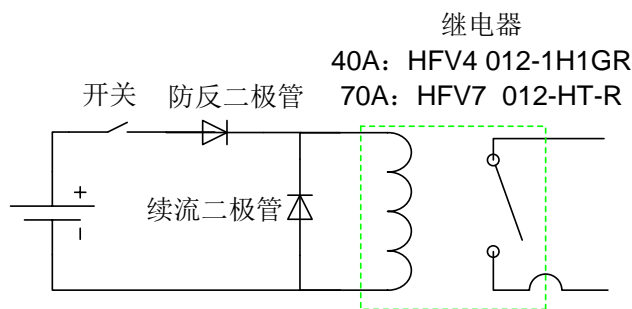 继电器
40A：HFV4 012-1H1GR
70A：HFV7  012-HT-R
开关
防反二极管
续流二极管
+
-